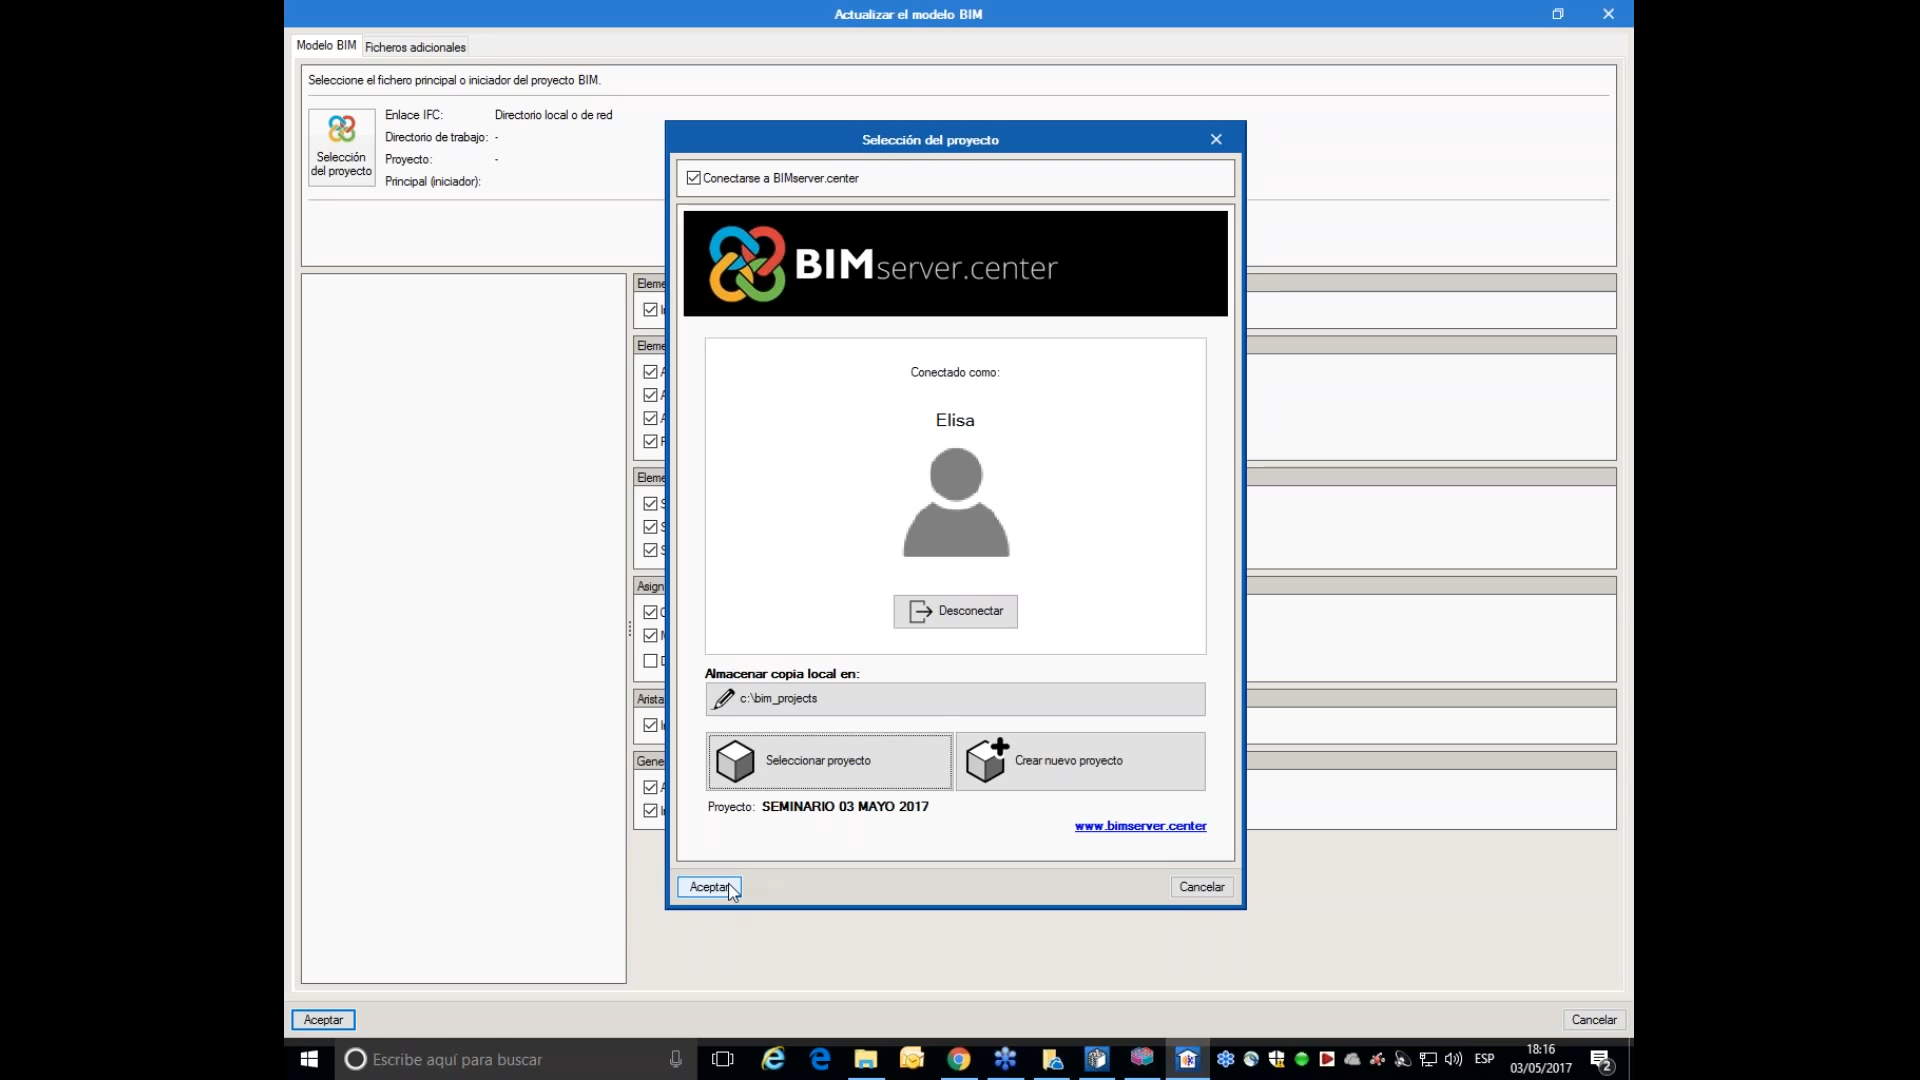 Actualizar el modelo BIM
Modelo BIM
Ficheros adicionales
Seleccione el fichero principal o iniciador del proyecto BIM.
Selección
del proyecto
Enlace IFC: Directorio local o de red
Directorio de trabajo: -
Proyecto: -
Principal (iniciador):
Selección del proyecto
Conectarse a BIMserver.center
BIMserver.center
Conectado como:
Elisa
Desconectar
Almacenar copia local en:
c:\bim_projects
Seleccionar proyecto
Crear nuevo proyecto
Proyecto: SEMINARIO 03 MAYO 2017
www.bimserver.center
Aceptar
Cancelar
Aceptar
Cancelar
Escribe aquí para buscar
ESP
18:16
03/05/2017
2